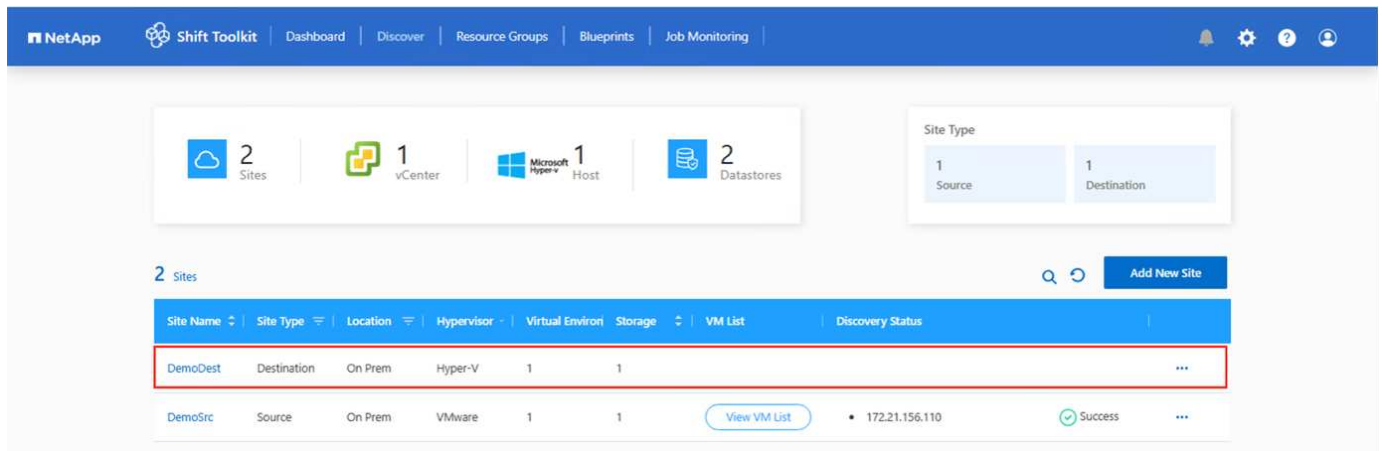 NetApp Shift Toolkit Dashboard Discover Resource Groups Blueprints Job Monitoring
2 Sites
1 vCenter
Microsoft Hyper-v 1 Host
2 Datastores
Site Type
1 Source
1 Destination
2 Sites Add New Site
Site Name Site Type Location Hypervisor Virtual Environ Storage VM List Discovery Status
DemoDest Destination On Prem Hyper-V 1 1
DemoSrc Source On Prem VMware 1 1 View VM List • 172.21.156.110 Success